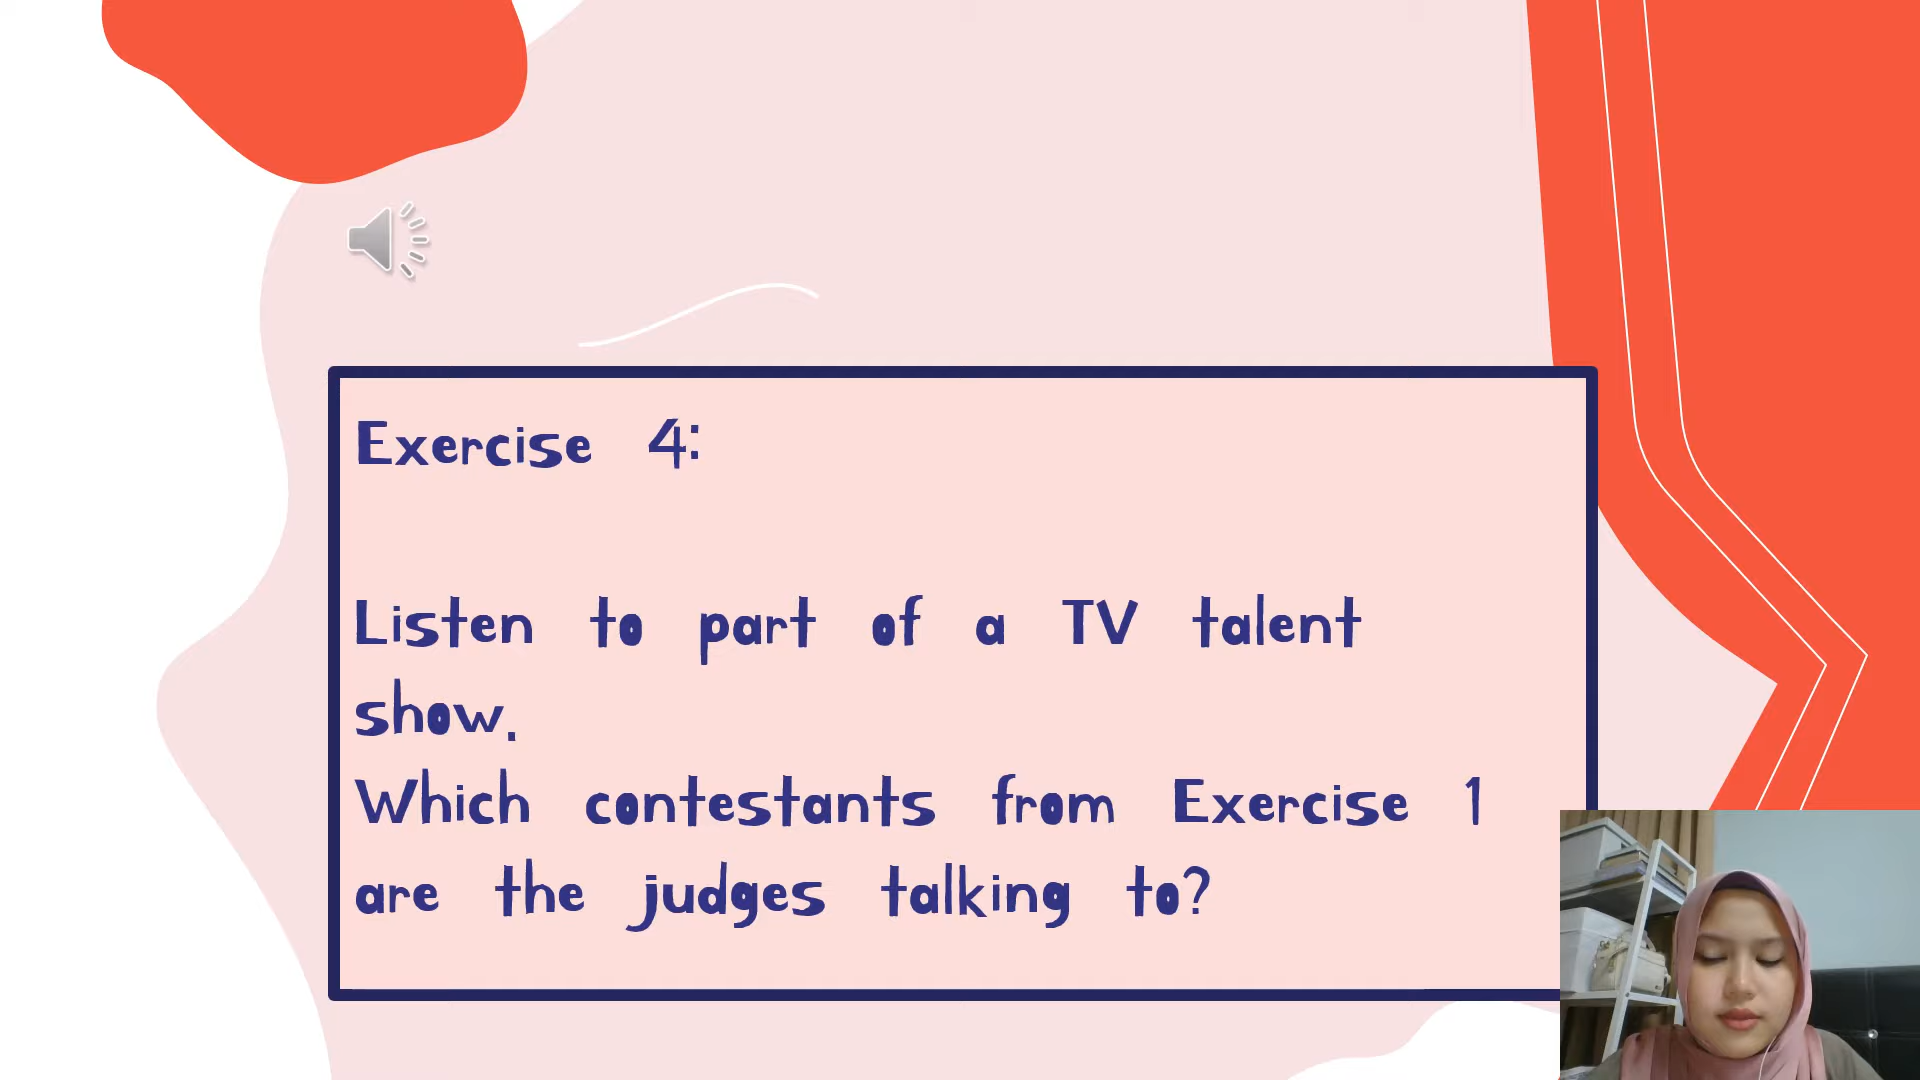 Exercise 4:
Listen to part of a TV talent
show.
Which contestants from Exercise 1
are the judges talking to?